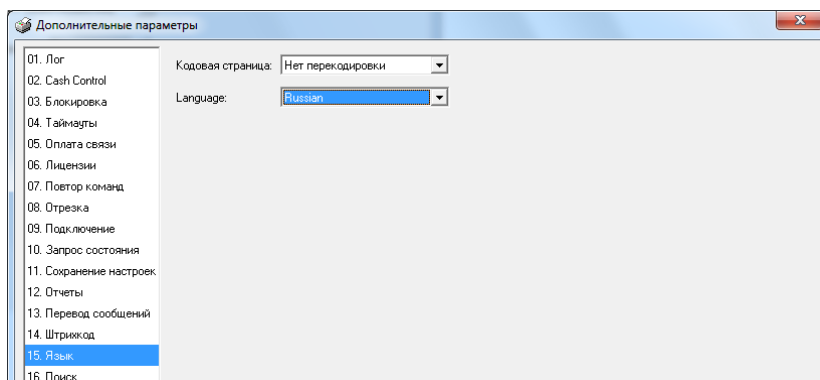 Дополнительные параметры
01. Лог
02. Cash Control
03. Блокировка
04. Таймауты
05. Оплата связи
06. Лицензии
07. Повтор команд
08. Отрезка
09. Подключение
10. Запрос состояния
11. Сохранение настроек
12. Отчеты
13. Перевод сообщений
14. Штрихкод
15. Язык
16. Поиск
Кодовая страница: Нет перекодировки
Language: Russian